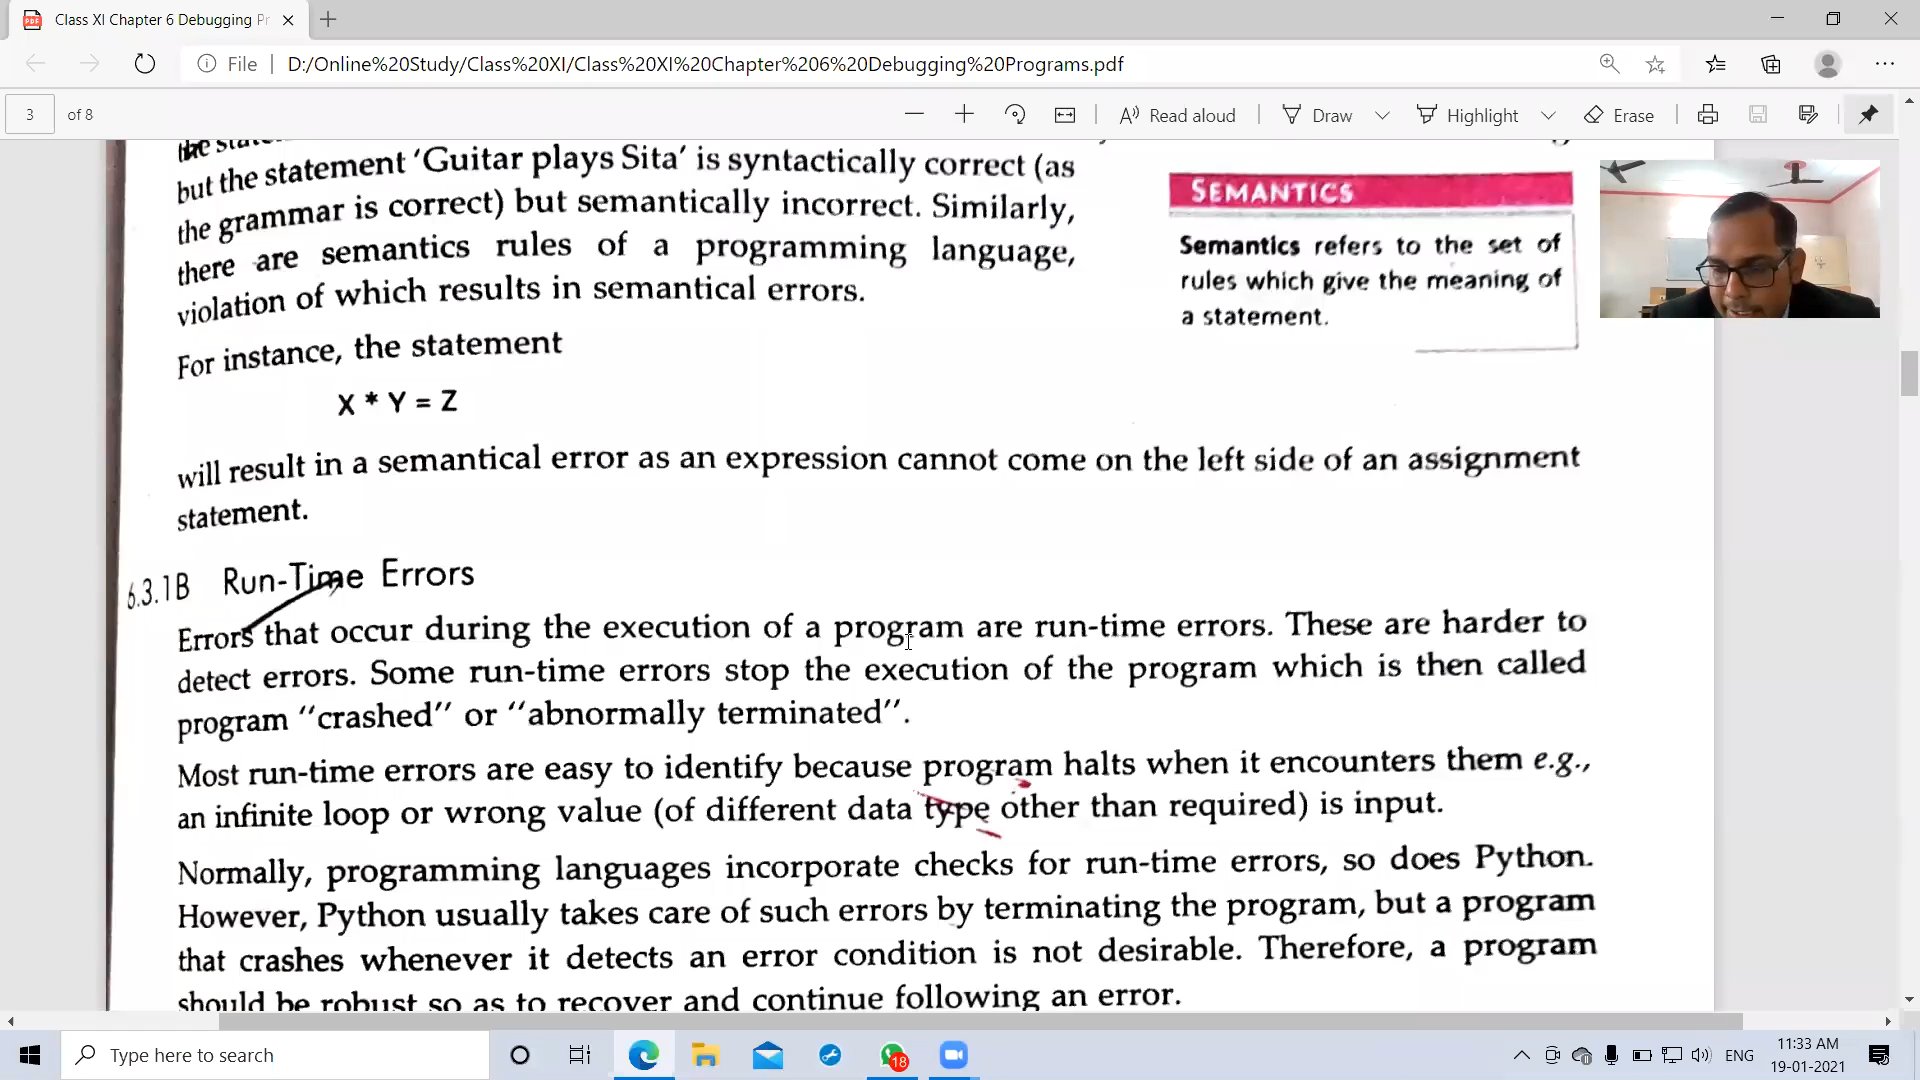 Class XI Chapter 6 Debugging Pr
File
D:/Online%20Study/Class%20XI/Class%20XI%20Chapter%206%20Debugging%20Programs.pdf
3 of 8
Read aloud
Draw
Highlight
Erase
the
but the statement ‘Guitar plays Sita’ is syntactically correct (as
the grammar is correct) but semantically incorrect. Similarly,
there are semantics rules of a programming language,
violation of which results in semantical errors.
SEMANTICS
Semantics refers to the set of
rules which give the meaning of
a statement.
For instance, the statement
X * Y = Z
will result in a semantical error as an expression cannot come on the left side of an assignment
statement.
6.3.1B Run-Time Errors
Errors that occur during the execution of a program are run-time errors. These are harder to
detect errors. Some run-time errors stop the execution of the program which is then called
program “crashed” or “abnormally terminated”.
Most run-time errors are easy to identify because program halts when it encounters them e.g.,
an infinite loop or wrong value (of different data type other than required) is input.
Normally, programming languages incorporate checks for run-time errors, so does Python.
However, Python usually takes care of such errors by terminating the program, but a program
that crashes whenever it detects an error condition is not desirable. Therefore, a program
should be robust so as to recover and continue following an error.
Type here to search
18
ENG
11:33 AM
19-01-2021